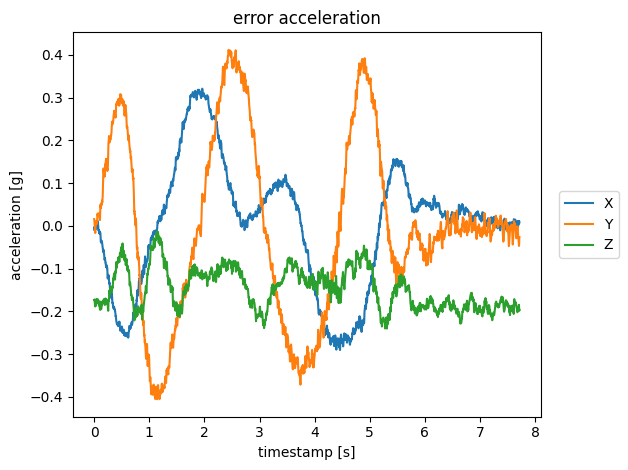 error acceleration
acceleration [g]
0.4
0.3
0.2
0.1
0.0
−0.1
−0.2
−0.3
−0.4
0 1 2 3 4 5 6 7 8
timestamp [s]
X
Y
Z